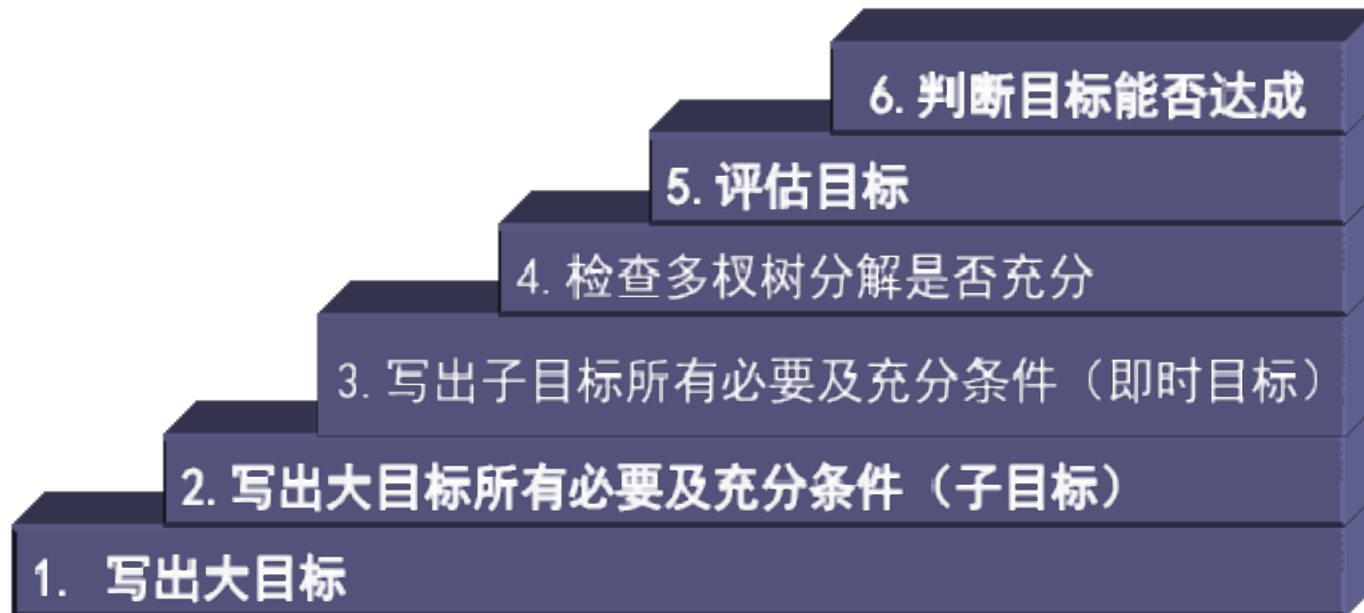 6.判断目标能否达成
5.评估目标
4.检查多杈树分解是否充分
3.写出子目标所有必要及充分条件（即时目标）
2.写出大目标所有必要及充分条件（子目标）
1. 写出大目标